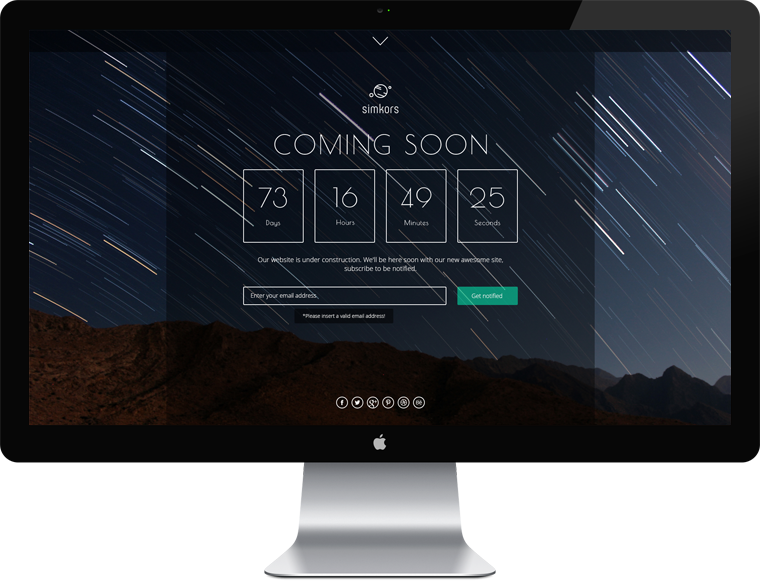 simkors
COMING SOON
73 16 49 25
Days Hours Minutes Seconds
Our website is under construction. We'll be here soon with our new awesome site,
subscribe to be notified.
Enter your email address. Get notified
*Please insert a valid email address!